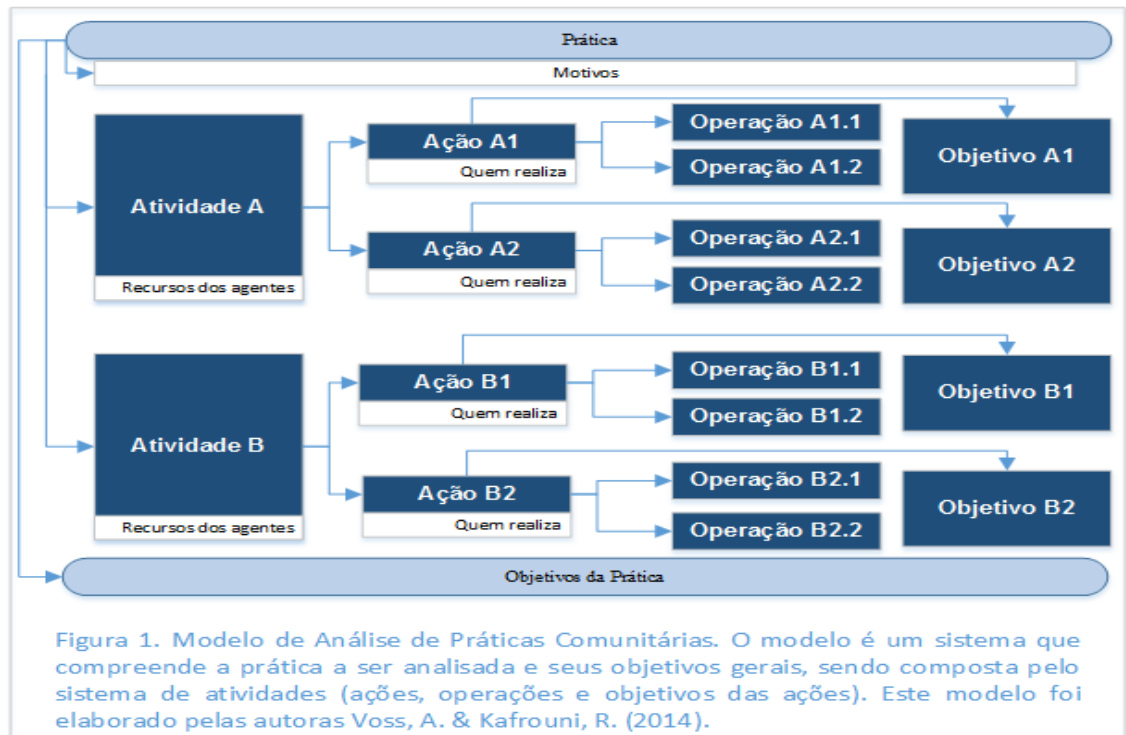 Prática
Motivos
Atividade A
Recursos dos agentes
Ação A1
Quem realiza
Operação A1.1
Operação A1.2
Objetivo A1
Ação A2
Quem realiza
Operação A2.1
Operação A2.2
Objetivo A2
Atividade B
Recursos dos agentes
Ação B1
Quem realiza
Operação B1.1
Operação B1.2
Objetivo B1
Ação B2
Quem realiza
Operação B2.1
Operação B2.2
Objetivo B2
Objetivos da Prática
Figura 1. Modelo de Análise de Práticas Comunitárias. O modelo é um sistema que
compreende a prática a ser analisada e seus objetivos gerais, sendo composta pelo
sistema de atividades (ações, operações e objetivos das ações). Este modelo foi
elaborado pelas autoras Voss, A. & Kafrouni, R. (2014).